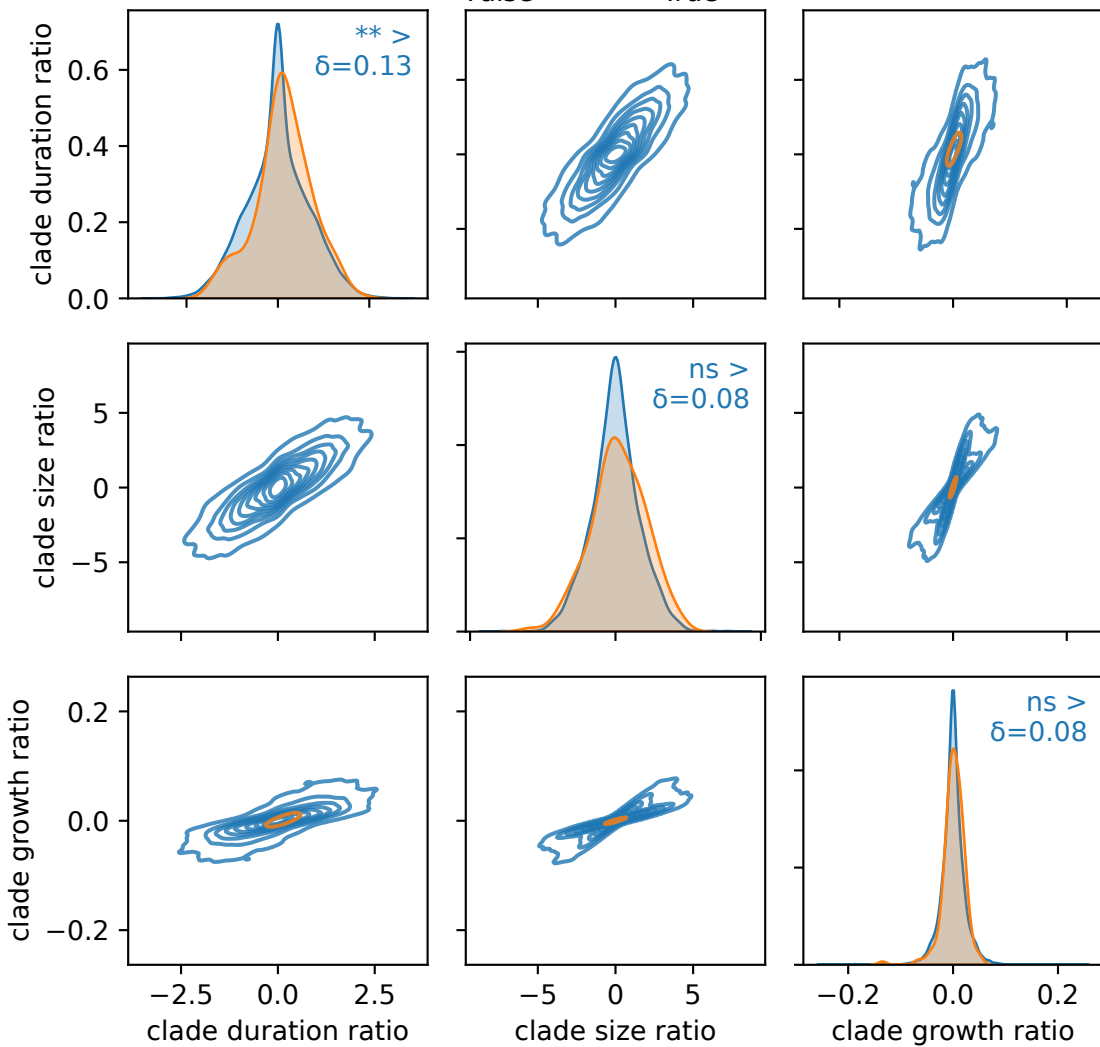 clade duration ratio
0.6
0.4
0.2
0.0
** >
δ=0.13
clade size ratio
5
0
−5
ns >
δ=0.08
clade growth ratio
0.2
0.0
−0.2
ns >
δ=0.08
−2.5 0.0 2.5
−5 0 5
−0.2 0.0 0.2
clade duration ratio
clade size ratio
clade growth ratio